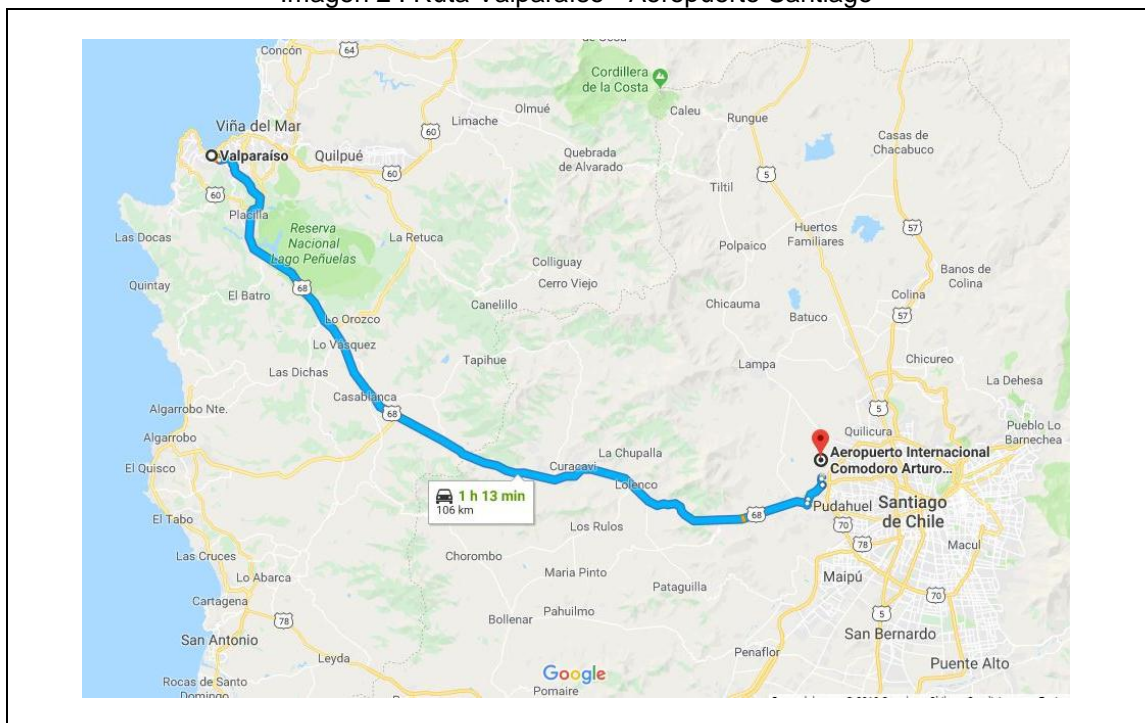 Imagen 24 Ruta Valparaíso - Aeropuerto Santiago
Concón
64
Cordillera
de la Costa
Olmué
Limache
Caleu
Rungue
Viña del Mar
60
Casas de
Chacabuco
Valparaíso
Quilpué
60
Quebrada
de Alvarado
5
Tiltil
60
Placilla
Reserva
Nacional
Lago Peñuelas
La Retuca
Las Docas
Huertos
Familiares
57
Polpaico
Colliguay
Cerro Viejo
Banos de
Colina
Quintay
El Batro
68
Canelillo
Chicauma
Colina
Batuco
57
Lo Orozco
Lo Vasquez
Tapihue
Lampa
Chicureo
Las Dichas
La Dehesa
Casablanca
68
5
Algarrobo Nte.
Algarrobo
Quilicura
Pueblo Lo
Barnechea
Aeropuerto Internacional
Comodoro Arturo...
La Chupalla
El Quisco
Curacaví
Lolenco
1 h 13 min
106 km
68
Pudahuel
Santiago
de Chile
El Tabo
Los Rulos
70
78
Macul
Las Cruces
Chorombo
Lo Abarca
Maria Pinto
Maipú
Pataguilla
70
Cartagena
78
Bollenar
Pahuilmo
5
San Antonio
San Bernardo
Leyda
Penaflor
Puente Alto
Rocas de Santo
Domingo
Google
Pomaire